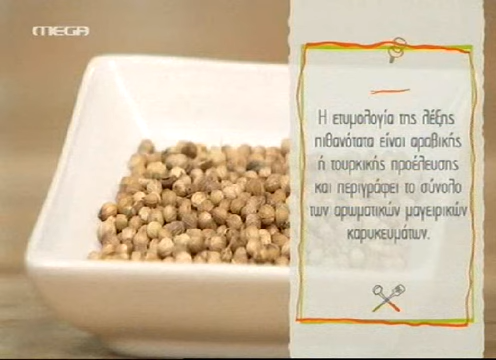 MEGA
Η ετυμολογία της λέξης
πιθανότατα είναι αραβικής
ή τουρκικής προέλευσης
και περιγράφει το σύνολο
των αρωματικών μαγειρικών
καρυκευμάτων.